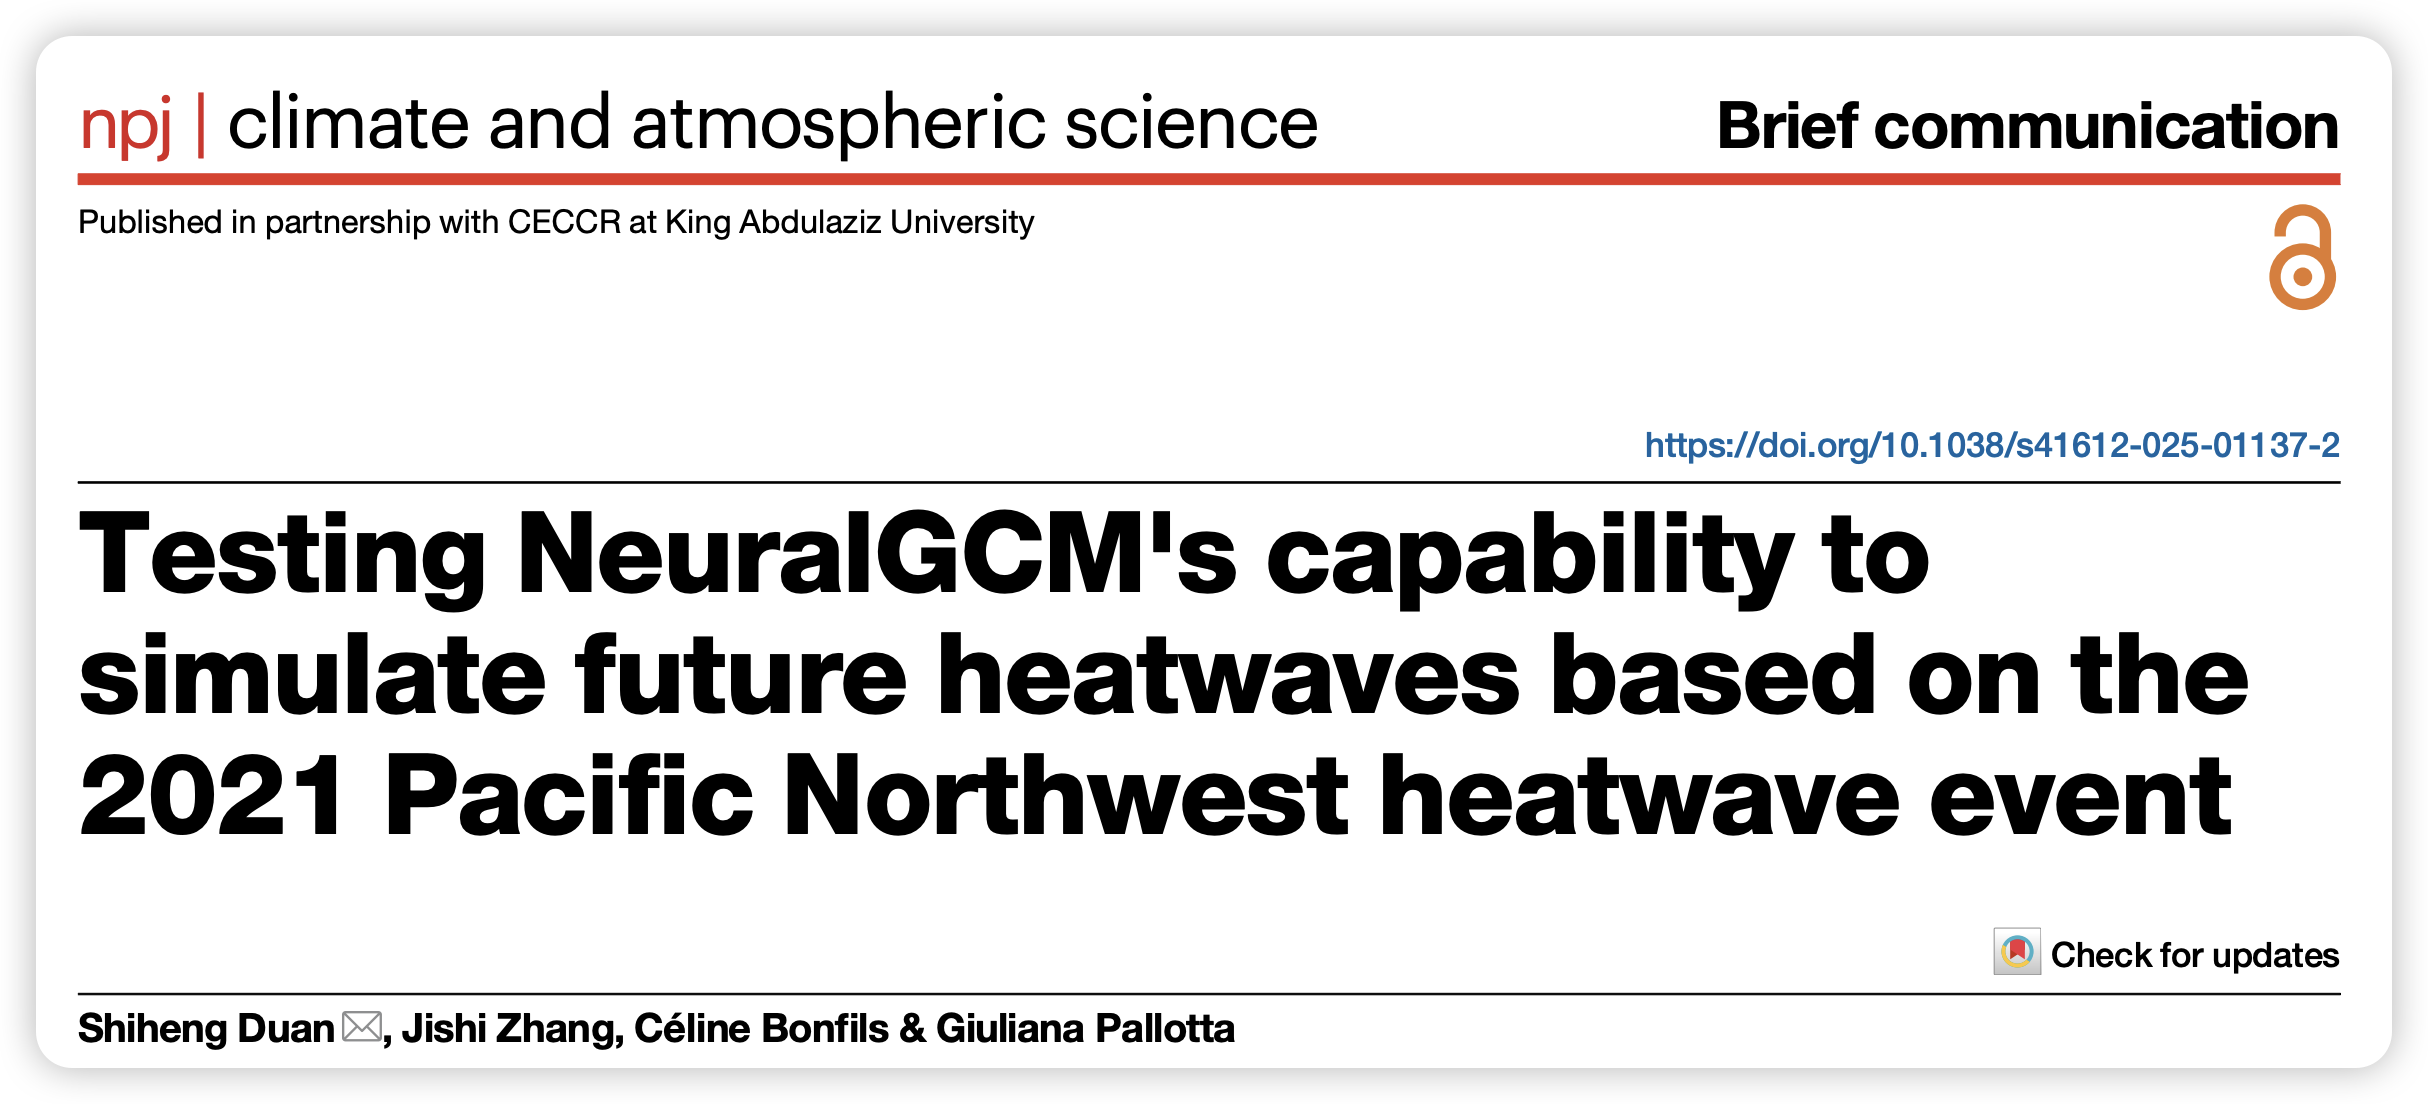 npj | climate and atmospheric science
Brief communication
Published in partnership with CECCR at King Abdulaziz University
https://doi.org/10.1038/s41612-025-01137-2
Testing NeuralGCM's capability to
simulate future heatwaves based on the
2021 Pacific Northwest heatwave event
Check for updates
Shiheng Duan, Jishi Zhang, Céline Bonfils & Giuliana Pallotta